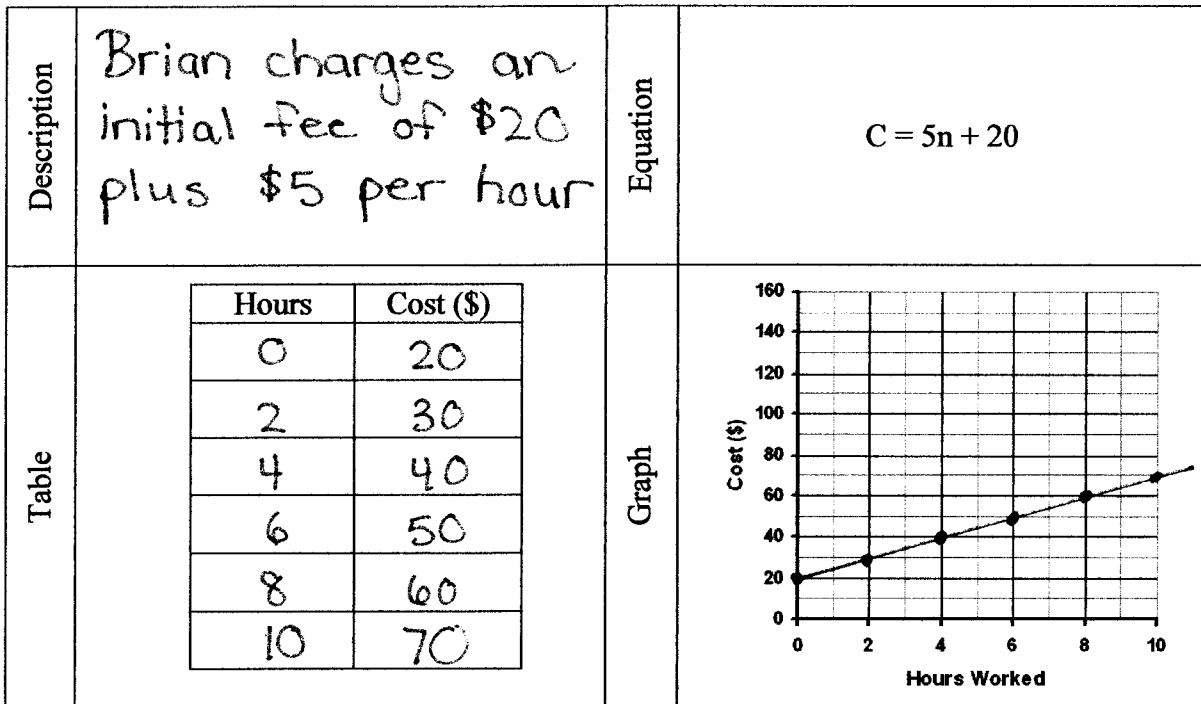 Description
Brian charges an
initial fee of $20
plus $5 per hour
Equation
C = 5n + 20
Table
Hours Cost ($)
0 20
2 30
4 40
6 50
8 60
10 70
Graph
Cost ($)
160
140
120
100
80
60
40
20
0
0 2 4 6 8 10
Hours Worked